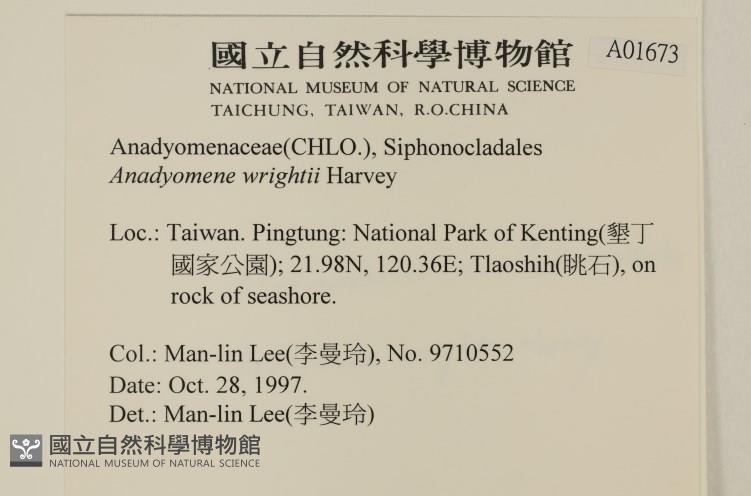 國立自然科學博物館
A01673
NATIONAL MUSEUM OF NATURAL SCIENCE
TAICHUNG, TAIWAN, R.O.CHINA
Anadyomenaceae(CHLO.), Siphonocladales
Anadyomene wrightii Harvey
Loc.: Taiwan. Pingtung: National Park of Kenting(墾丁
國家公園); 21.98N, 120.36E; Tlaoshih(眺石), on
rock of seashore.
Col.: Man-lin Lee(李曼玲), No. 9710552
Date: Oct. 28, 1997.
Det.: Man-lin Lee(李曼玲)
國立自然科學博物館
NATIONAL MUSEUM OF NATURAL SCIENCE